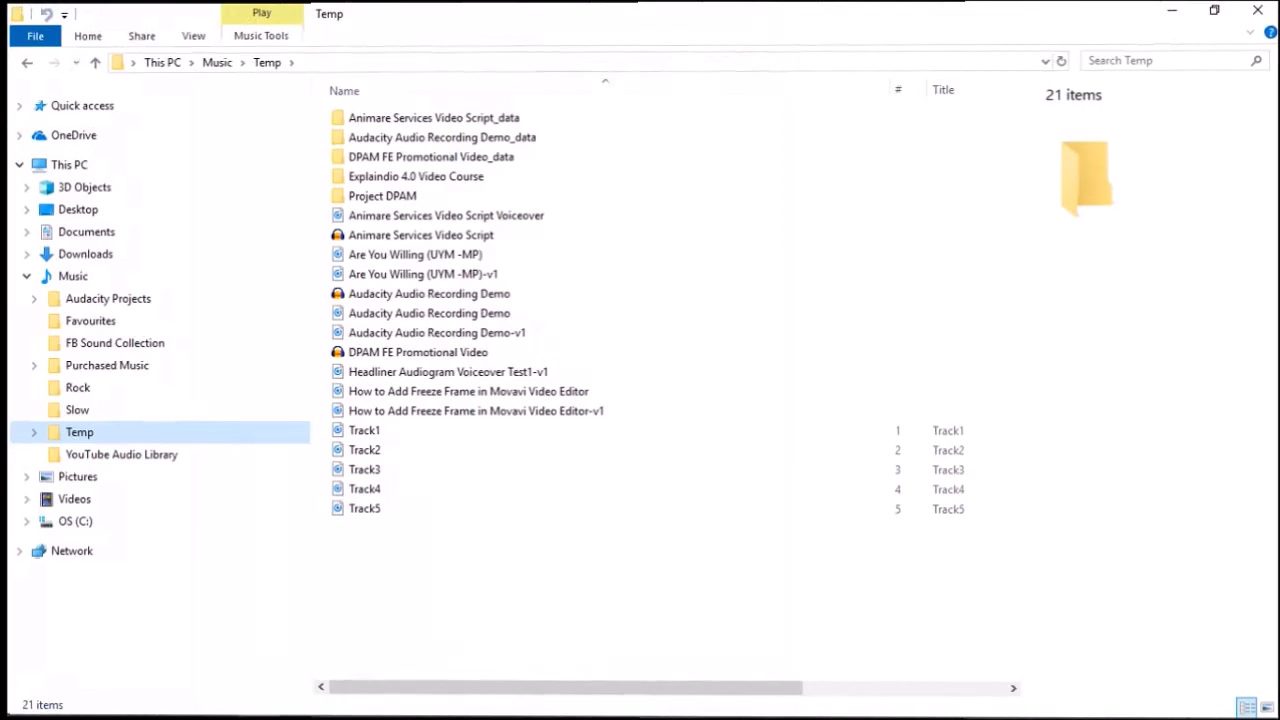 Play
Temp
File
Home
Share
View
Music Tools
This PC
Music
Temp
Search Temp
Quick access
OneDrive
This PC
3D Objects
Desktop
Documents
Downloads
Music
Audacity Projects
Favourites
FB Sound Collection
Purchased Music
Rock
Slow
Temp
YouTube Audio Library
Pictures
Videos
OS (C:)
Network
Name
#
Title
Animare Services Video Script_data
Audacity Audio Recording Demo_data
DPAM FE Promotional Video_data
Explaindio 4.0 Video Course
Project DPAM
Animare Services Video Script Voiceover
Animare Services Video Script
Are You Willing (UYM -MP)
Are You Willing (UYM -MP)-v1
Audacity Audio Recording Demo
Audacity Audio Recording Demo
Audacity Audio Recording Demo-v1
DPAM FE Promotional Video
Headliner Audiogram Voiceover Test1-v1
How to Add Freeze Frame in Movavi Video Editor
How to Add Freeze Frame in Movavi Video Editor-v1
Track1 1 Track1
Track2 2 Track2
Track3 3 Track3
Track4 4 Track4
Track5 5 Track5
21 items
21 items